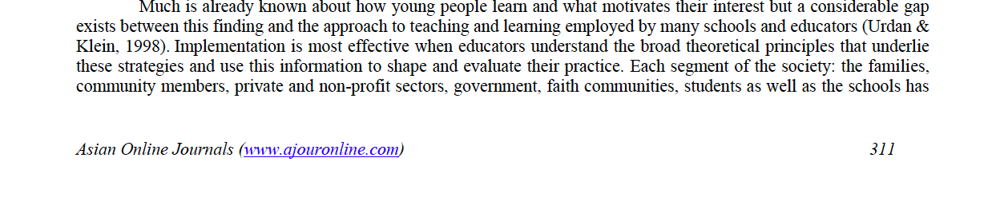 Much is already known about how young people learn and what motivates their interest but a considerable gap
exists between this finding and the approach to teaching and learning employed by many schools and educators (Urdan &
Klein, 1998). Implementation is most effective when educators understand the broad theoretical principles that underlie
these strategies and use this information to shape and evaluate their practice. Each segment of the society: the families,
community members, private and non-profit sectors, government, faith communities, students as well as the schools has
Asian Online Journals (www.ajouronline.com) 311